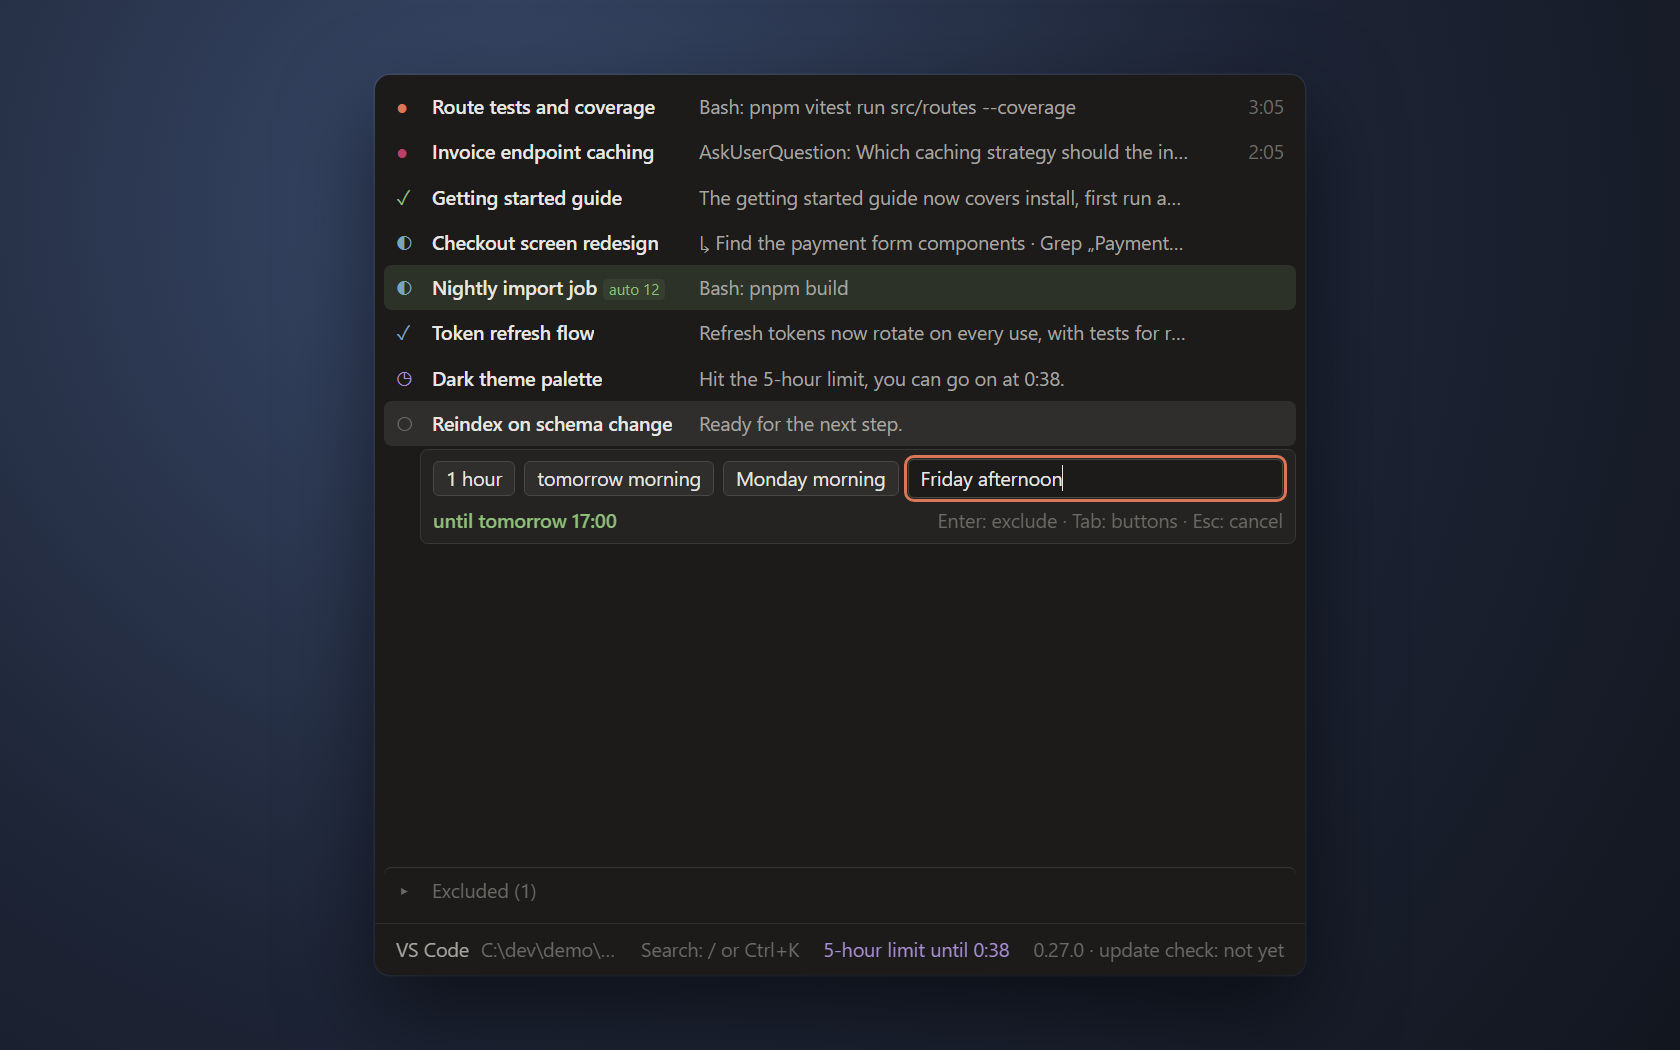 Route tests and coverage Bash: pnpm vitest run src/routes --coverage 3:05
Invoice endpoint caching AskUserQuestion: Which caching strategy should the in... 2:05
Getting started guide The getting started guide now covers install, first run a...
Checkout screen redesign ↳ Find the payment form components · Grep „Payment...
Nightly import job auto 12 Bash: pnpm build
Token refresh flow Refresh tokens now rotate on every use, with tests for r...
Dark theme palette Hit the 5-hour limit, you can go on at 0:38.
Reindex on schema change Ready for the next step.
1 hour tomorrow morning Monday morning Friday afternoon
until tomorrow 17:00 Enter: exclude · Tab: buttons · Esc: cancel
Excluded (1)
VS Code C:\dev\demo\... Search: / or Ctrl+K 5-hour limit until 0:38 0.27.0 · update check: not yet